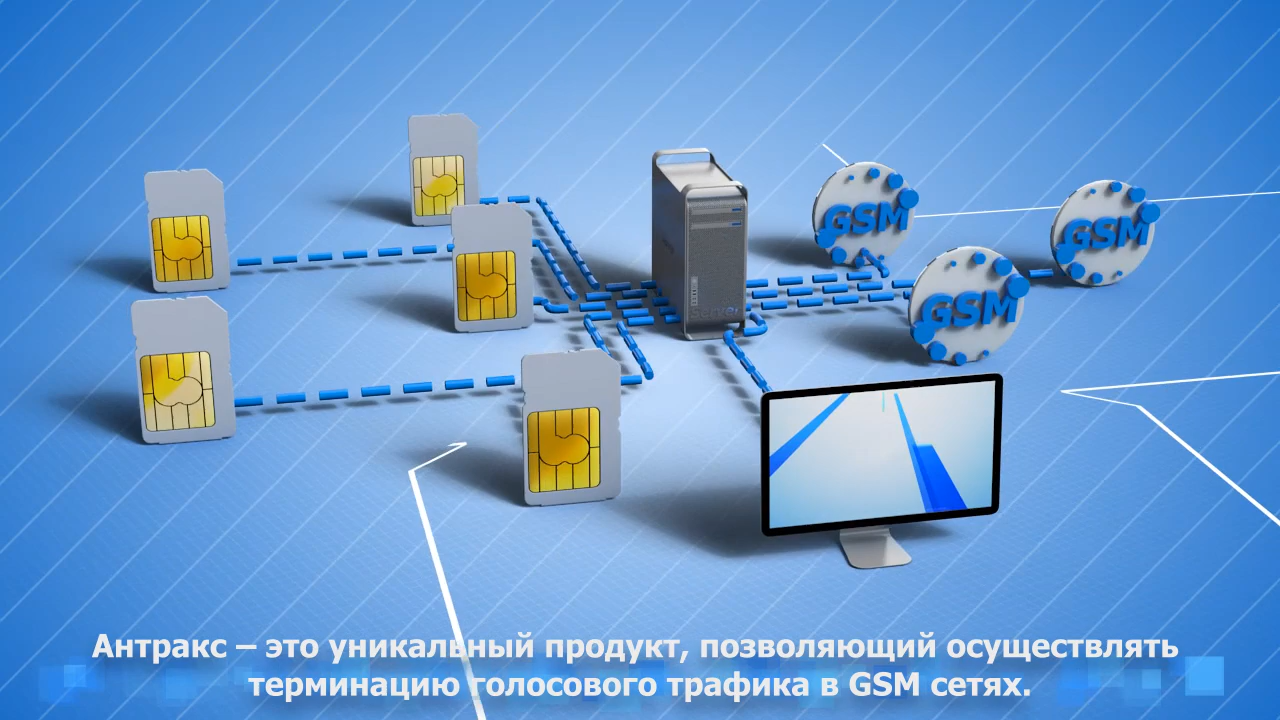 GSM
GSM
GSM
Server
Антракс – это уникальный продукт, позволяющий осуществлять
терминацию голосового трафика в GSM сетях.